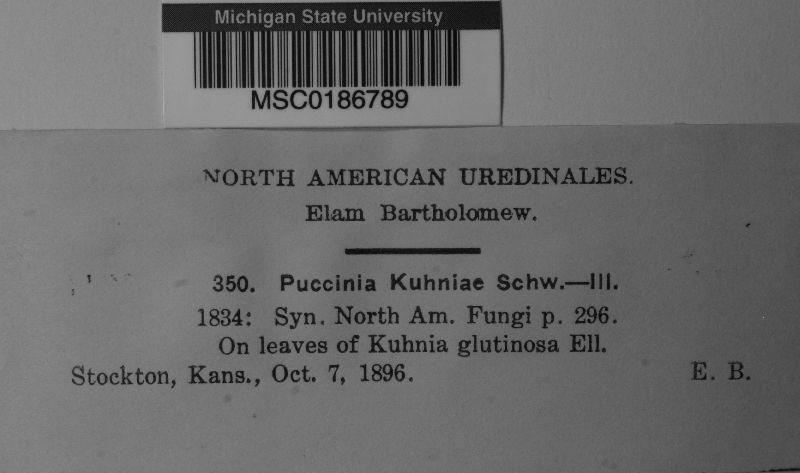 Michigan State University
MSC0186789
NORTH AMERICAN UREDINALES.
Elam Bartholomew.
350. Puccinia Kuhniae Schw.—III.
1834: Syn. North Am. Fungi p. 296.
On leaves of Kuhnia glutinosa Ell.
Stockton, Kans., Oct. 7, 1896. E. B.